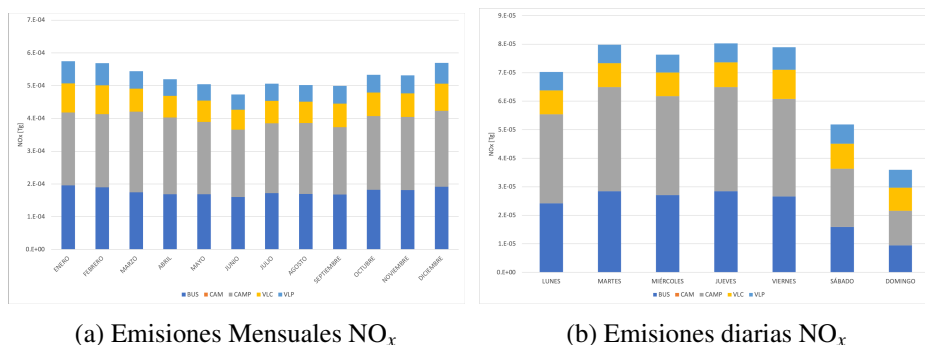 7.E-04
6.E-04
5.E-04
4.E-04
3.E-04
2.E-04
1.E-04
0.E+00
NOx [Tg]
ENERO
FEBRERO
MARZO
ABRIL
MAYO
JUNIO
JULIO
AGOSTO
SEPTIEMBRE
OCTUBRE
NOVIEMBRE
DICIEMBRE
BUS CAM CAMP VLC VLP
(a) Emisiones Mensuales NOx
9.E-05
8.E-05
7.E-05
6.E-05
5.E-05
4.E-05
3.E-05
2.E-05
1.E-05
0.E+00
NOx [Tg]
LUNES MARTES MIÉRCOLES JUEVES VIERNES SÁBADO DOMINGO
BUS CAM CAMP VLC VLP
(b) Emisiones diarias NOx